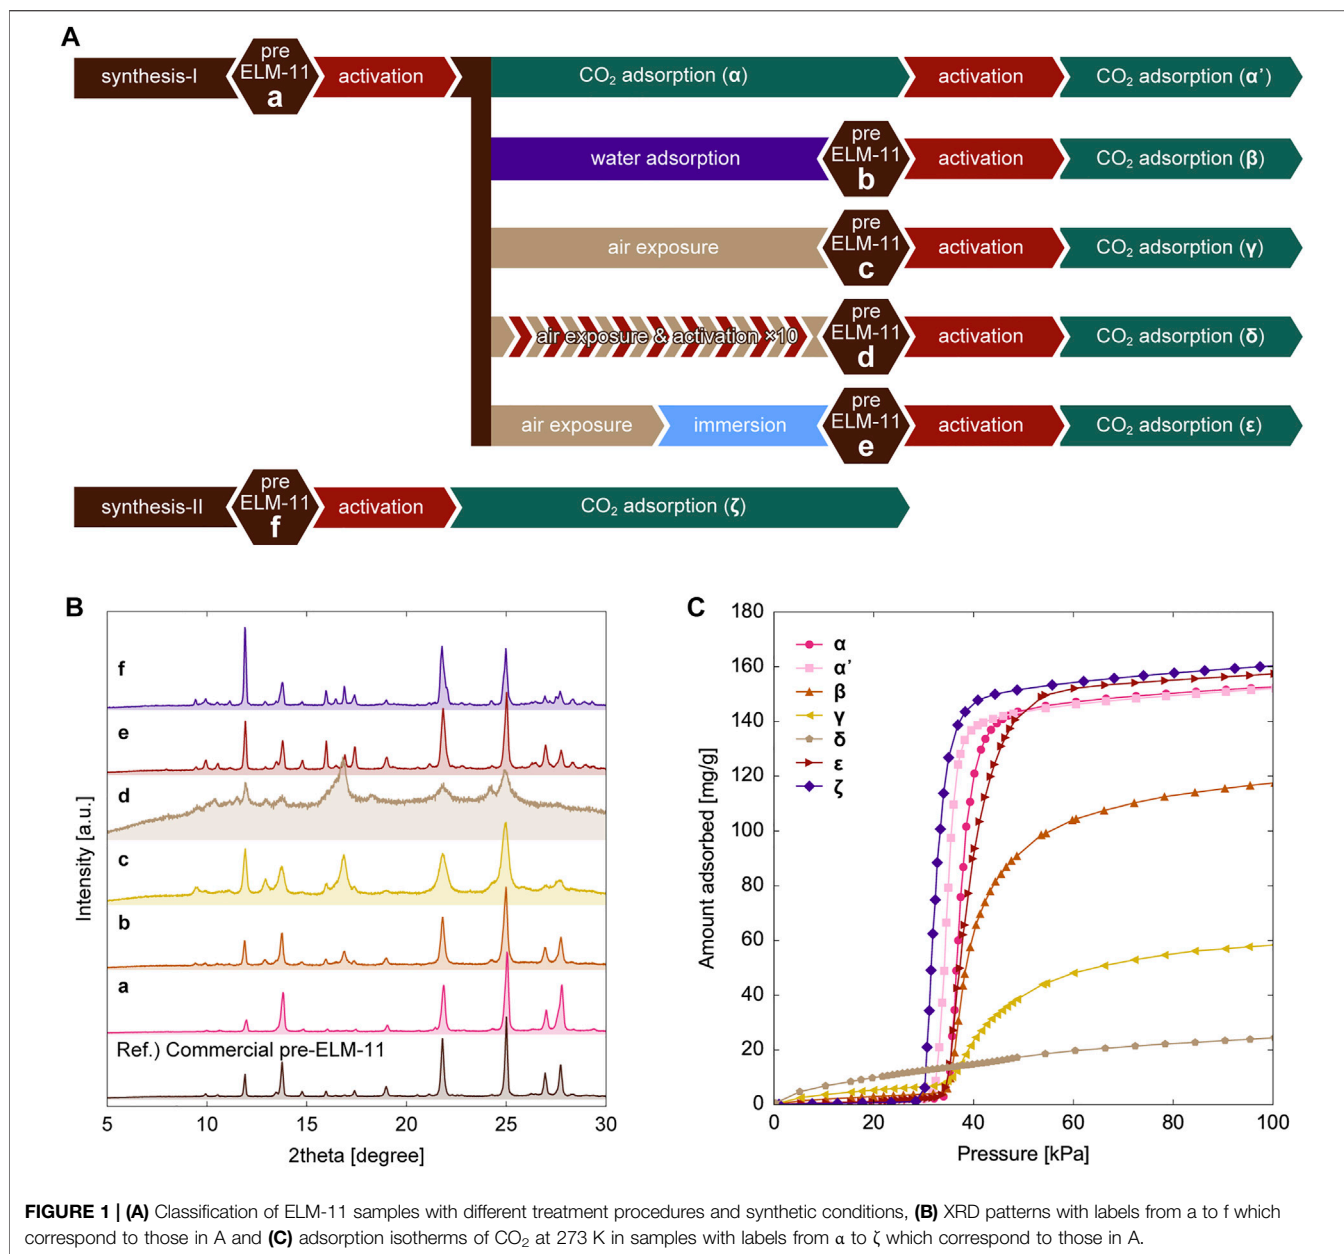 A
synthesis-I
pre
ELM-11
a
activation
CO₂ adsorption (α)
activation
CO₂ adsorption (α’)
water adsorption
pre
ELM-11
b
activation
CO₂ adsorption (β)
air exposure
pre
ELM-11
c
activation
CO₂ adsorption (γ)
air exposure & activation ×10
pre
ELM-11
d
activation
CO₂ adsorption (δ)
air exposure
immersion
pre
ELM-11
e
activation
CO₂ adsorption (ε)
synthesis-II
pre
ELM-11
f
activation
CO₂ adsorption (ζ)
B
f
e
d
c
b
a
Ref.) Commercial pre-ELM-11
Intensity [a.u.]
5 10 15 20 25 30
2theta [degree]
C
180
160
140
120
100
80
60
40
20
0
Amount adsorbed [mg/g]
α
α’
β
γ
δ
ε
ζ
0 20 40 60 80 100
Pressure [kPa]
FIGURE 1 | (A) Classification of ELM-11 samples with different treatment procedures and synthetic conditions, (B) XRD patterns with labels from a to f which
correspond to those in A and (C) adsorption isotherms of CO₂ at 273 K in samples with labels from α to ζ which correspond to those in A.